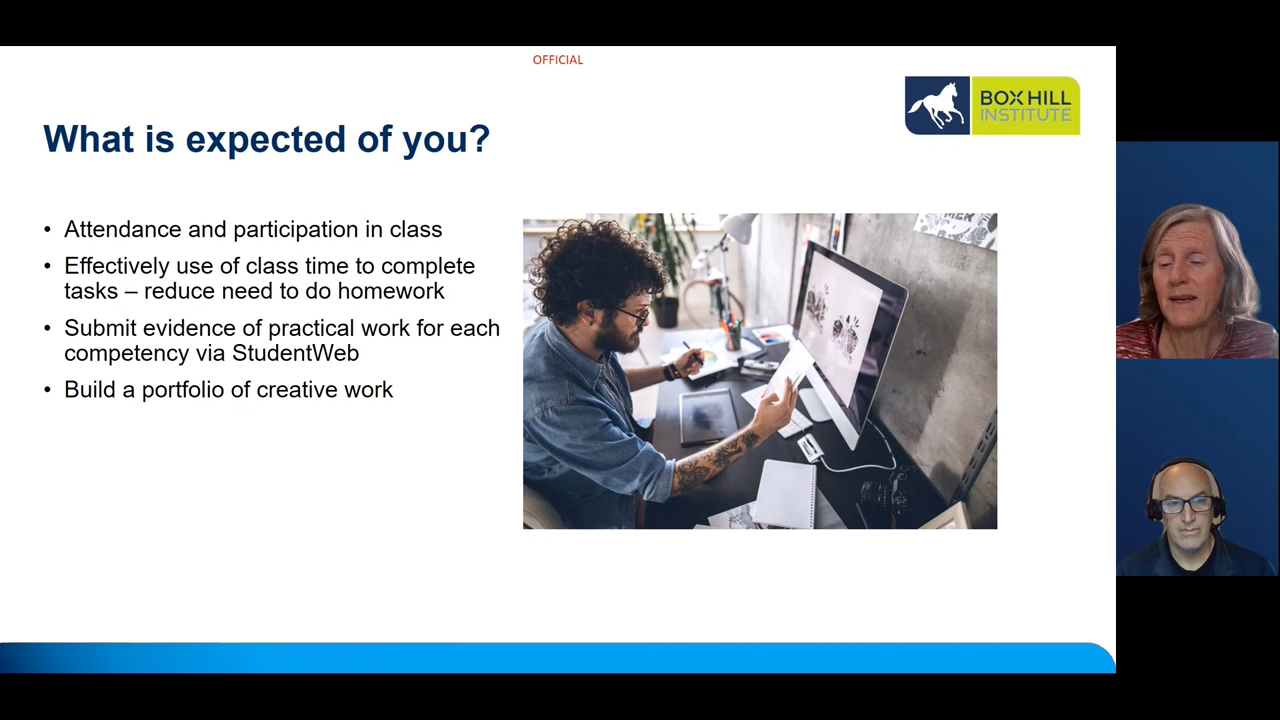 OFFICIAL
BOX HILL
INSTITUTE
What is expected of you?
• Attendance and participation in class
• Effectively use of class time to complete
tasks – reduce need to do homework
• Submit evidence of practical work for each
competency via StudentWeb
• Build a portfolio of creative work